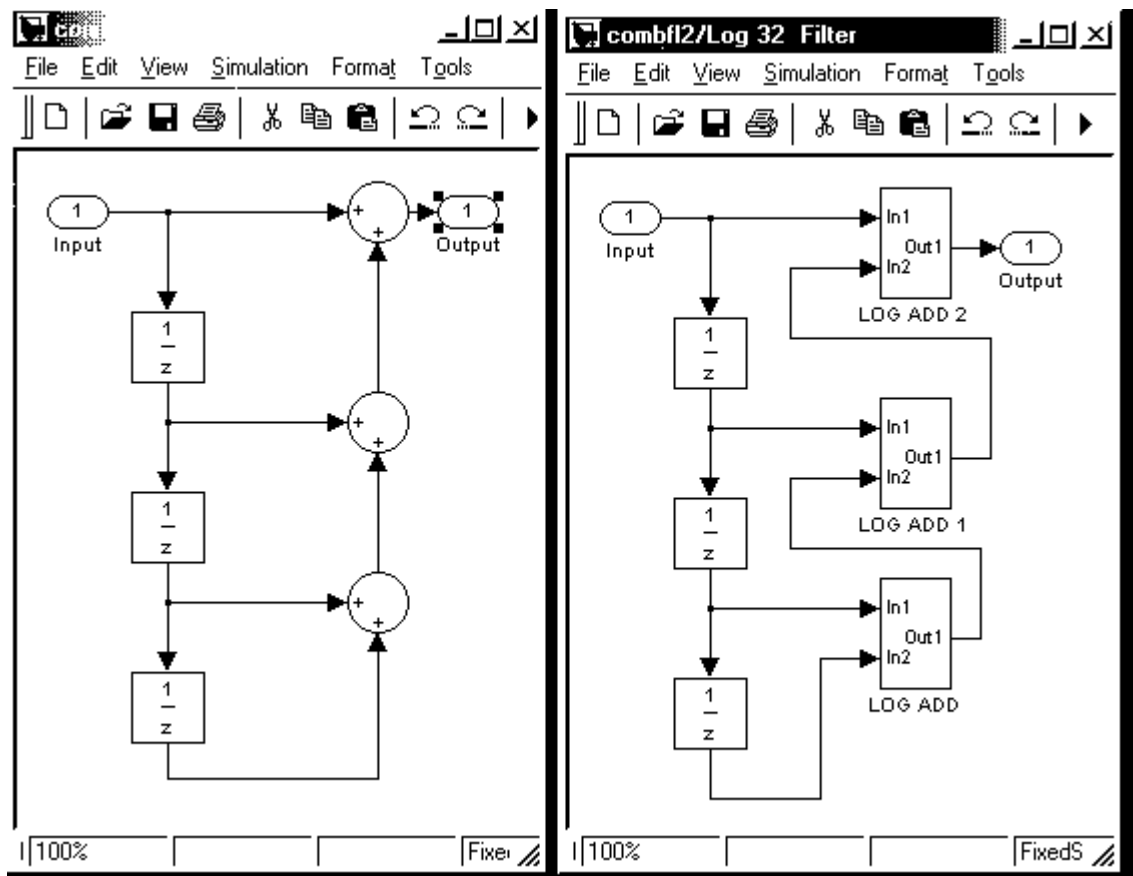 co
File Edit View Simulation Format Tools
1
Input
+
+
1
Output
1
z
+
+
1
z
+
+
1
z
100%
combfl2/Log 32 Filter
File Edit View Simulation Format Tools
1
Input
In1
Out1
In2
LOG ADD 2
1
Output
1
z
In1
Out1
In2
LOG ADD 1
1
z
In1
Out1
In2
LOG ADD
1
z
100%
FixedS